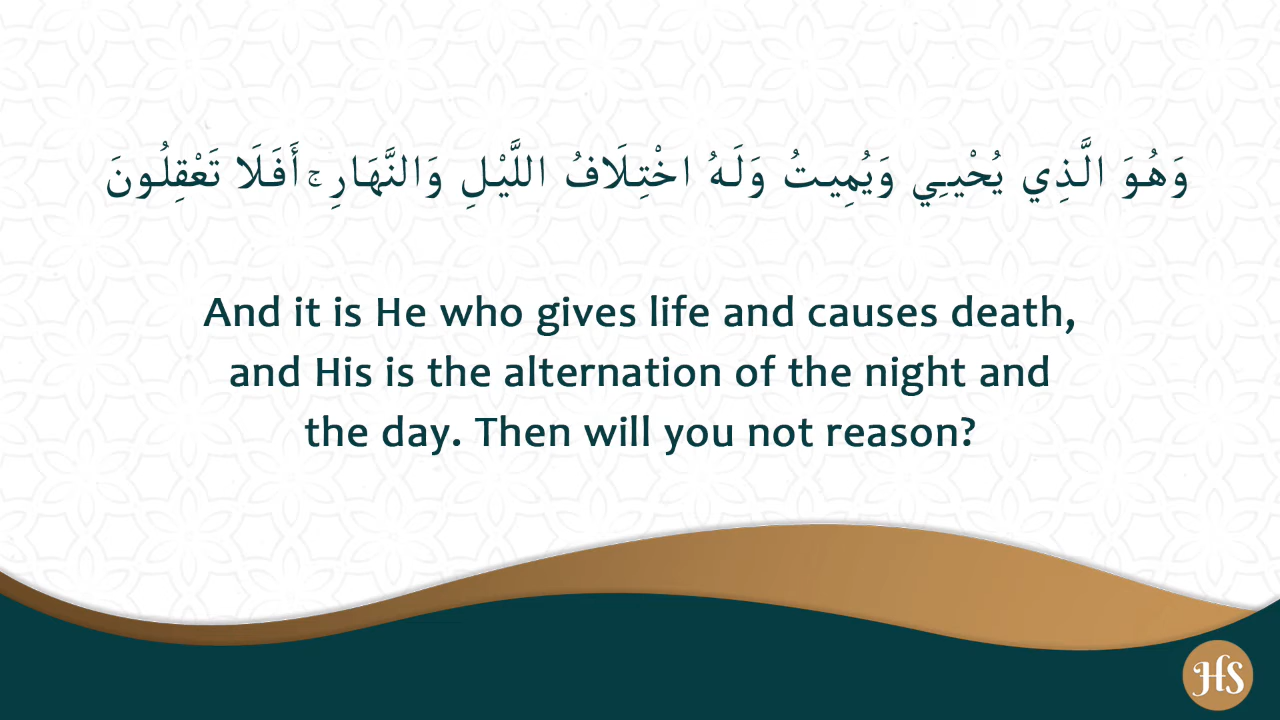 وَهُوَ الَّذِي يُحْيِي وَيُمِيتُ وَلَهُ اخْتِلَافُ اللَّيْلِ وَالنَّهَارِ ۚ أَفَلَا تَعْقِلُونَ
And it is He who gives life and causes death,
and His is the alternation of the night and
the day. Then will you not reason?
HS